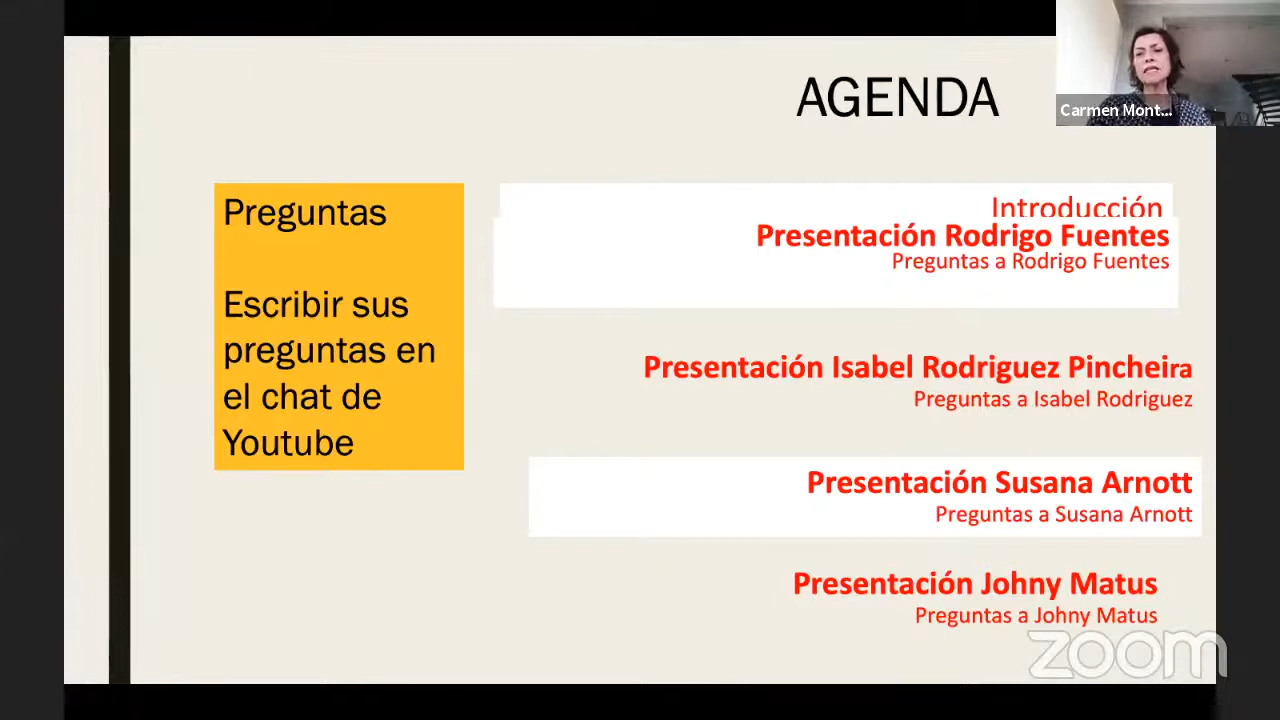 AGENDA
Carmen Mont...
Preguntas
Escribir sus
preguntas en
el chat de
Youtube
Introducción
Presentación Rodrigo Fuentes
Preguntas a Rodrigo Fuentes
Presentación Isabel Rodriguez Pincheira
Preguntas a Isabel Rodriguez
Presentación Susana Arnott
Preguntas a Susana Arnott
Presentación Johny Matus
Preguntas a Johny Matus
zoom